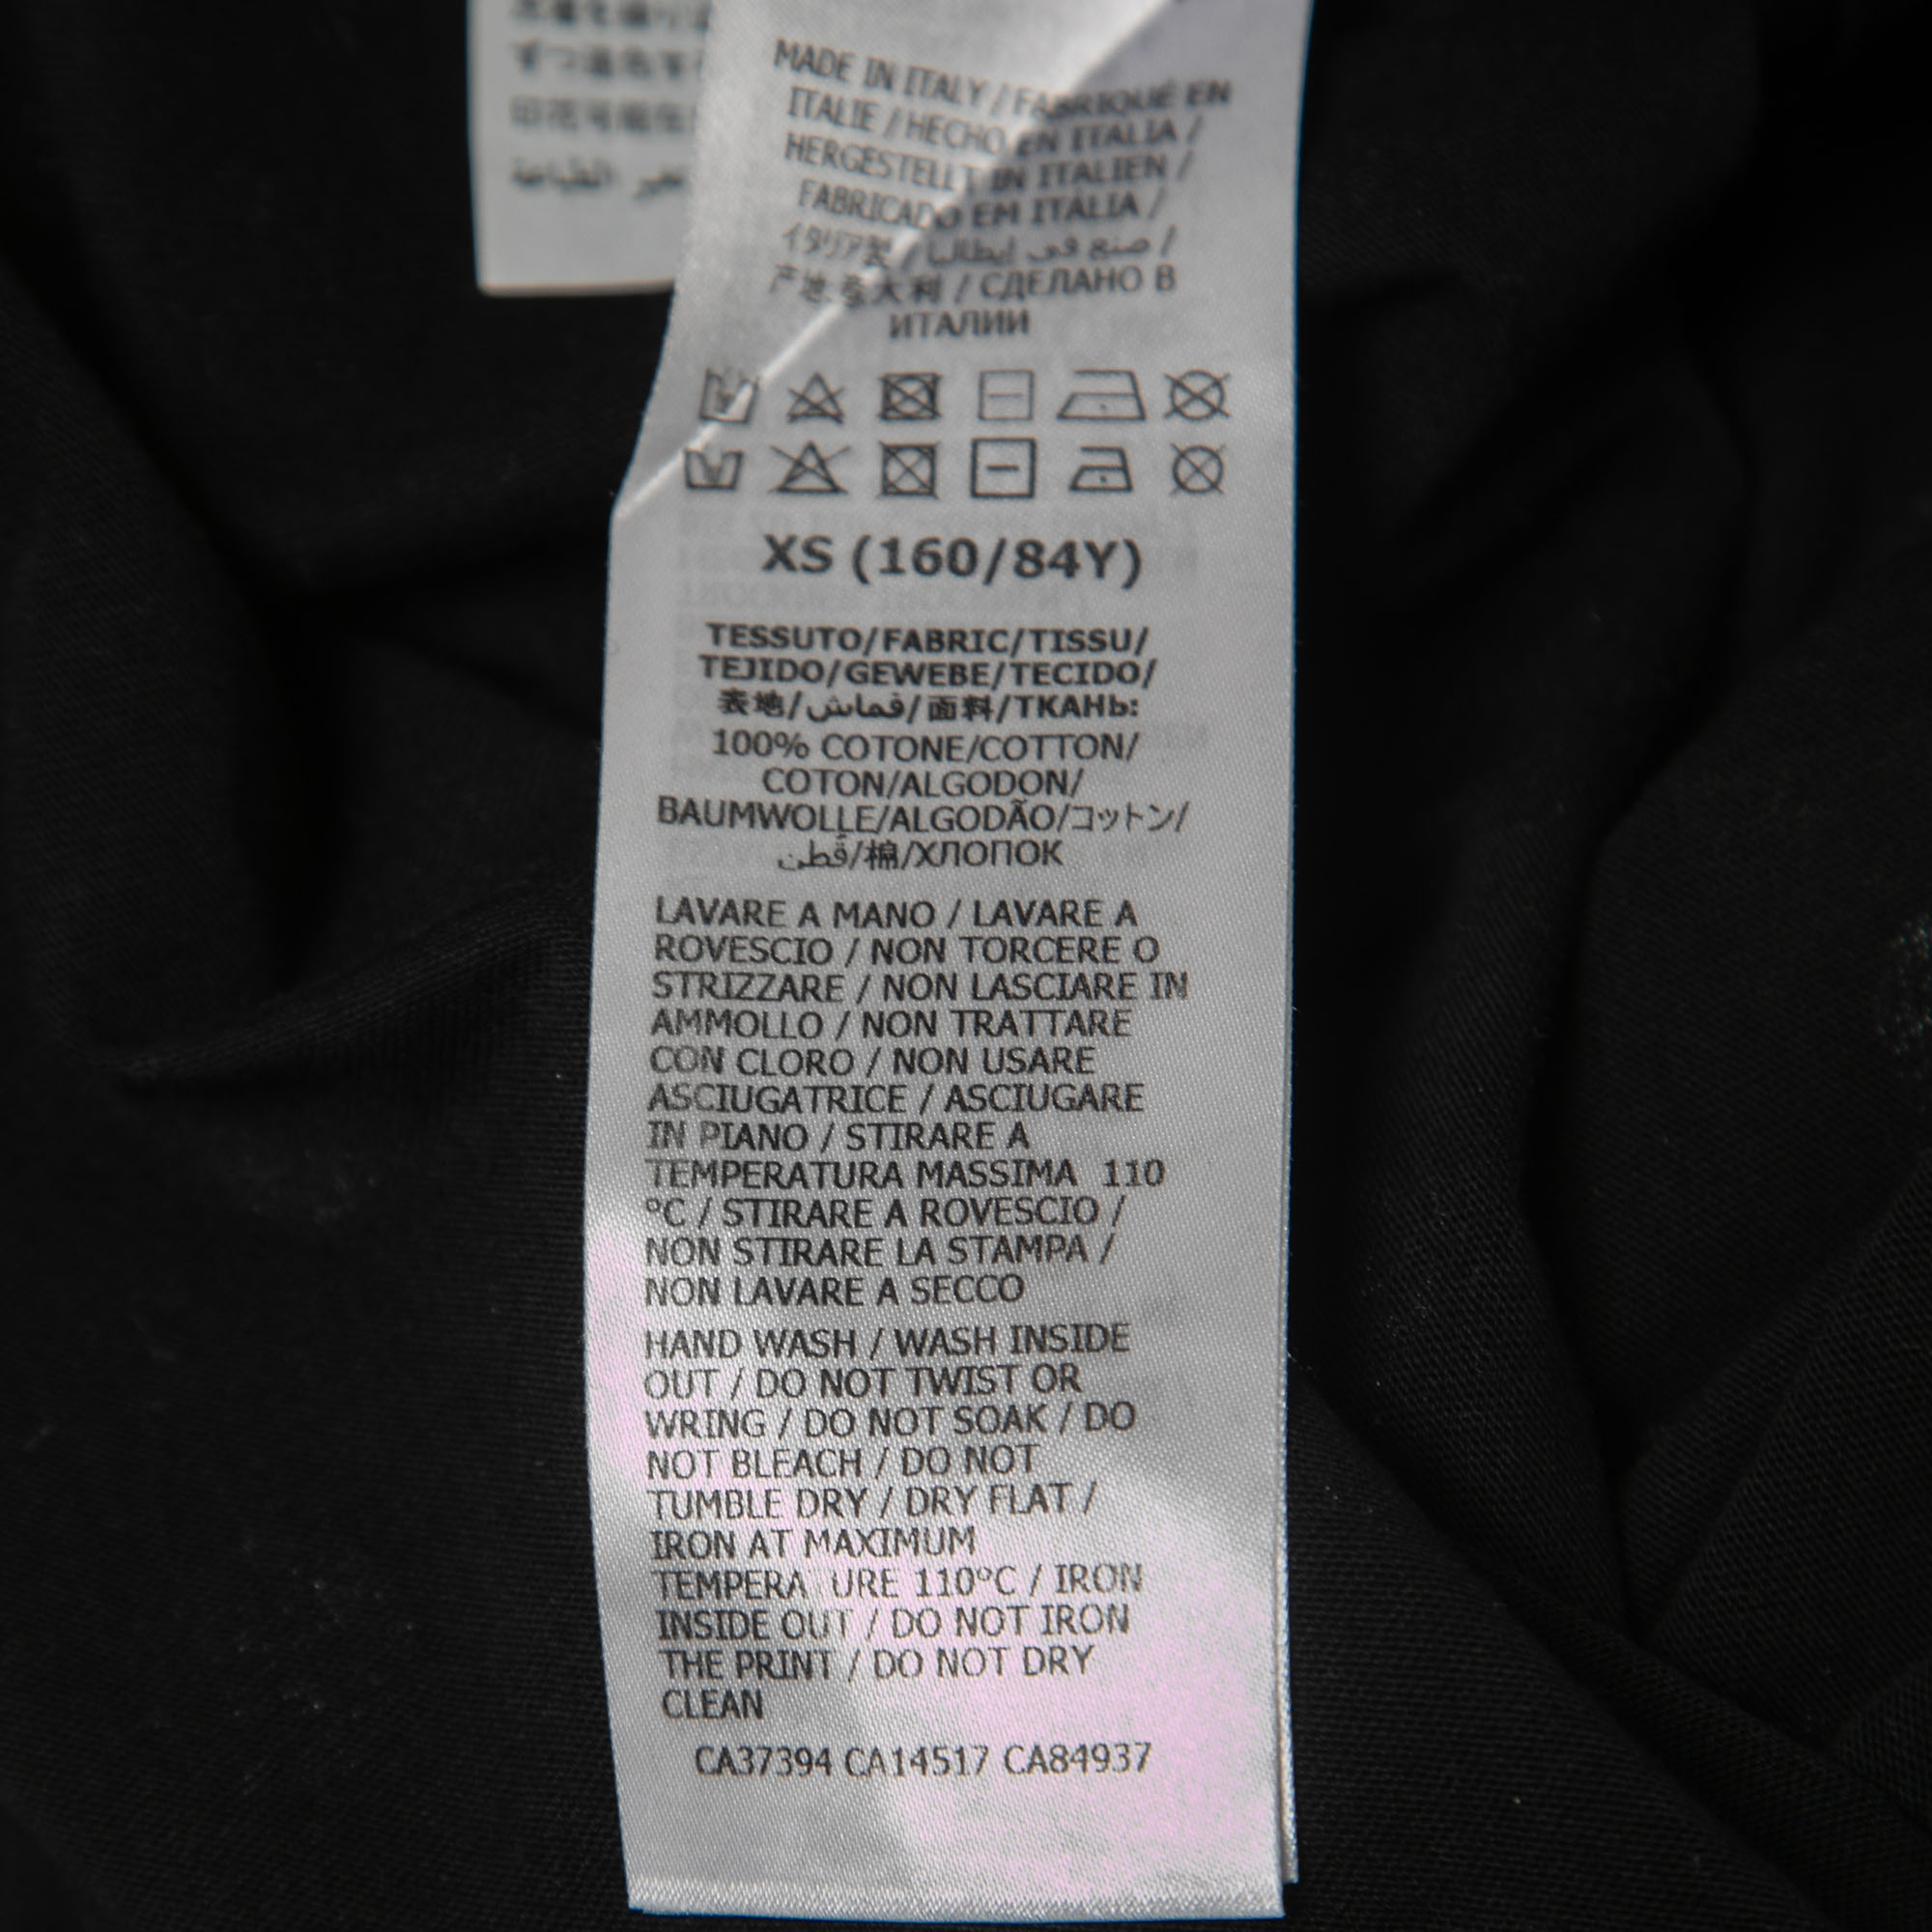 ずつ
印花
الطباعة
MADE IN ITALY / FABRIQUÉ EN
ITALIE / HECHO EN ITALIA /
HERGESTELLT IN ITALIEN /
FABRICADO EM ITALIA /
イタリア製 / صنع في إيطاليا /
产地意大利 / СДЕЛАНО В
ИТАЛИИ
XS (160/84Y)
TESSUTO/FABRIC/TISSU/
TEJIDO/GEWEBE/TECIDO/
表地/قماش/面料/ТКАНЬ:
100% COTONE/COTTON/
COTON/ALGODON/
BAUMWOLLE/ALGODÃO/コットン/
قطن/棉/ХЛОПОК
LAVARE A MANO / LAVARE A
ROVESCIO / NON TORCERE O
STRIZZARE / NON LASCIARE IN
AMMOLLO / NON TRATTARE
CON CLORO / NON USARE
ASCIUGATRICE / ASCIUGARE
IN PIANO / STIRARE A
TEMPERATURA MASSIMA 110
°C / STIRARE A ROVESCIO /
NON STIRARE LA STAMPA /
NON LAVARE A SECCO
HAND WASH / WASH INSIDE
OUT / DO NOT TWIST OR
WRING / DO NOT SOAK / DO
NOT BLEACH / DO NOT
TUMBLE DRY / DRY FLAT /
IRON AT MAXIMUM
TEMPERA URE 110°C / IRON
INSIDE OUT / DO NOT IRON
THE PRINT / DO NOT DRY
CLEAN
CA37394 CA14517 CA84937